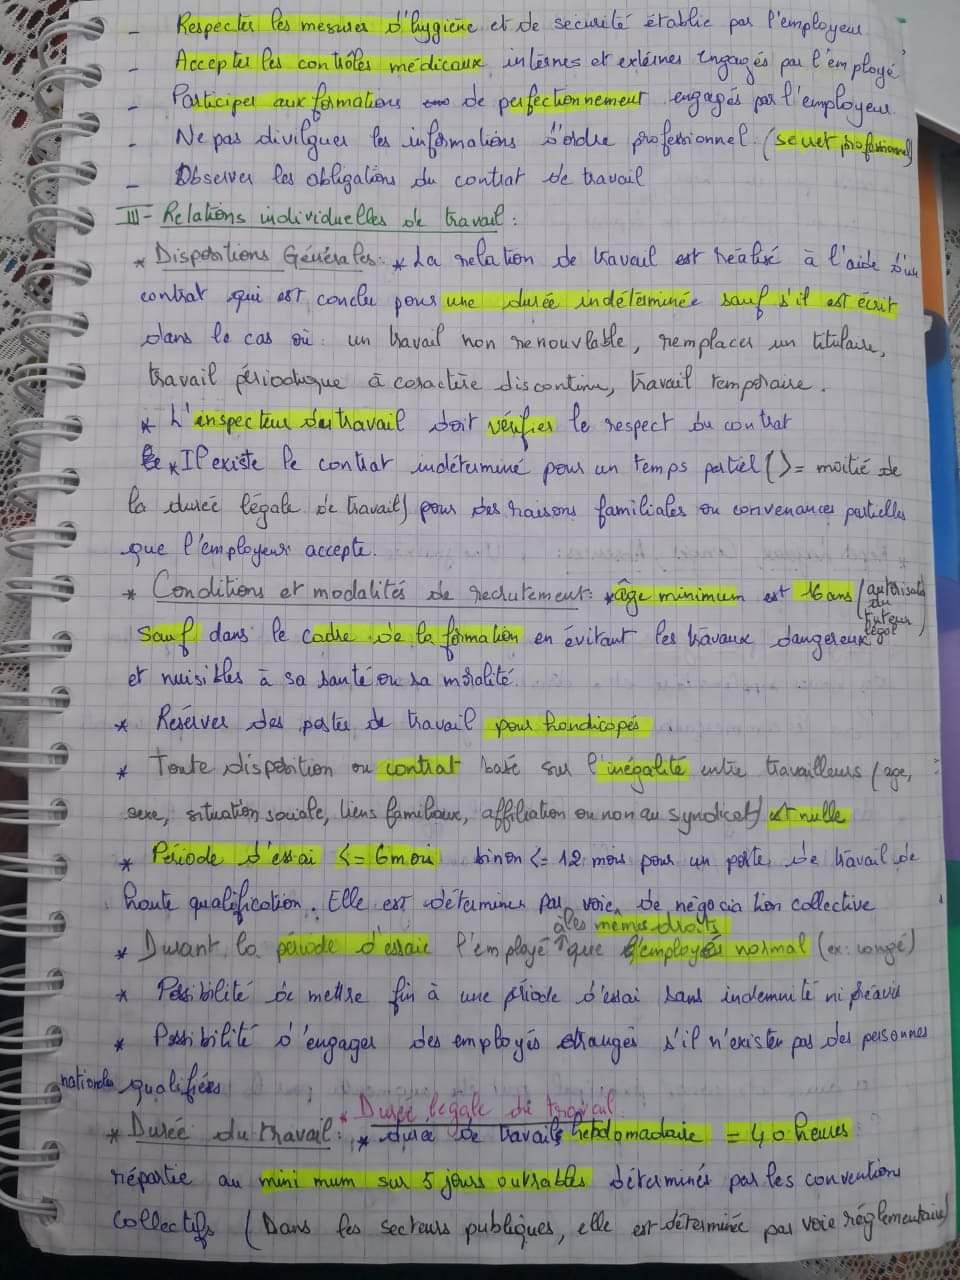 - Respecter les mesures d'hygiène et de sécurité établie par l'employeur
- Accepter les contrôles médicaux internes et externes engagés par l'employé
- Participer aux formations de perfectionnement engagés par l'employeur
- Ne pas divilguer les informations d'ordre professionnel. (secret professionnel)
- Observer les obligations du contrat de travail
III - Relations individuelles de travail :
* Dispositions Générales: * La relation de travail est réalisé à l'aide d'un
contrat qui est conclu pour une durée indéterminée sauf s'il est écrit
dans le cas où : un travail non renouvlable, remplacer un titulaire,
travail périodique à caractère discontinu, travail temporaire.
* L'inspecteur du travail doit vérifier le respect du contrat
* Il existe le contrat indéterminé pour un temps partiel (>= moitié de
la durée légale de travail) pour des raisons familiales ou convenances partielles
que l'employeur accepte.
* Conditions et modalités de recrutement: * âge minimum est 16 ans (autorisat du tuteur légal)
sauf dans le cadre de la formation en évitant les travaux dangereux
et nuisibles à sa santé ou sa moralité.
* Reserver des postes de travail pour handicapés
* Toute disposition ou contrat basé sur l'inégalité entre travailleurs (age,
sexe, situation sociale, liens familiaux, affiliation ou non au syndicat) est nulle
* Période d'essai <= 6 moi sinon <= 12 mois pour un poste de travail de
haute qualification. Elle est déterminée par voie de négociation collective
* Durant la période d'essaie l'employé à les mêmes droits que l'employés normal (ex: congé)
* Possibilité de mettre fin à une période d'essai sans indemnité ni préavis
* Possibilité d'engager des employés étrangés s'il n'existe pas des personnes
nationales qualifiées
* Durée légale du travail
* Durée du travail: * durée de travail hebdomadaire = 40 heures
répartie au minimum sur 5 jours ouvrables déterminés par les convention
collectifs (Dans les secteurs publiques, elle est déterminée par voie réglementaire)